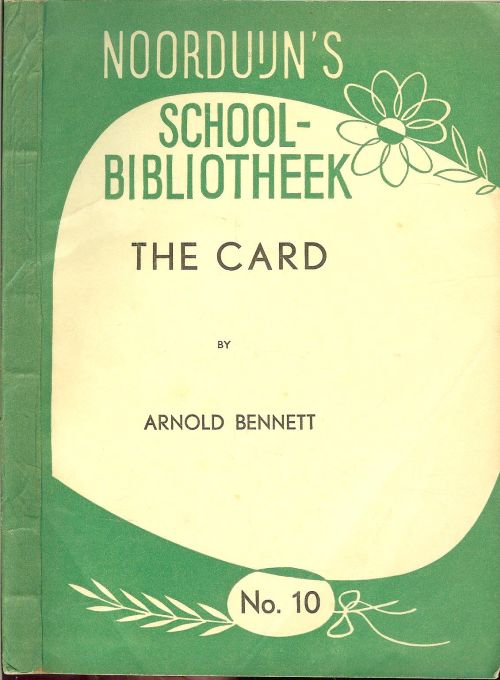 NOORDUIJN'S
SCHOOL-
BIBLIOTHEEK
THE CARD
BY
ARNOLD BENNETT
No. 10